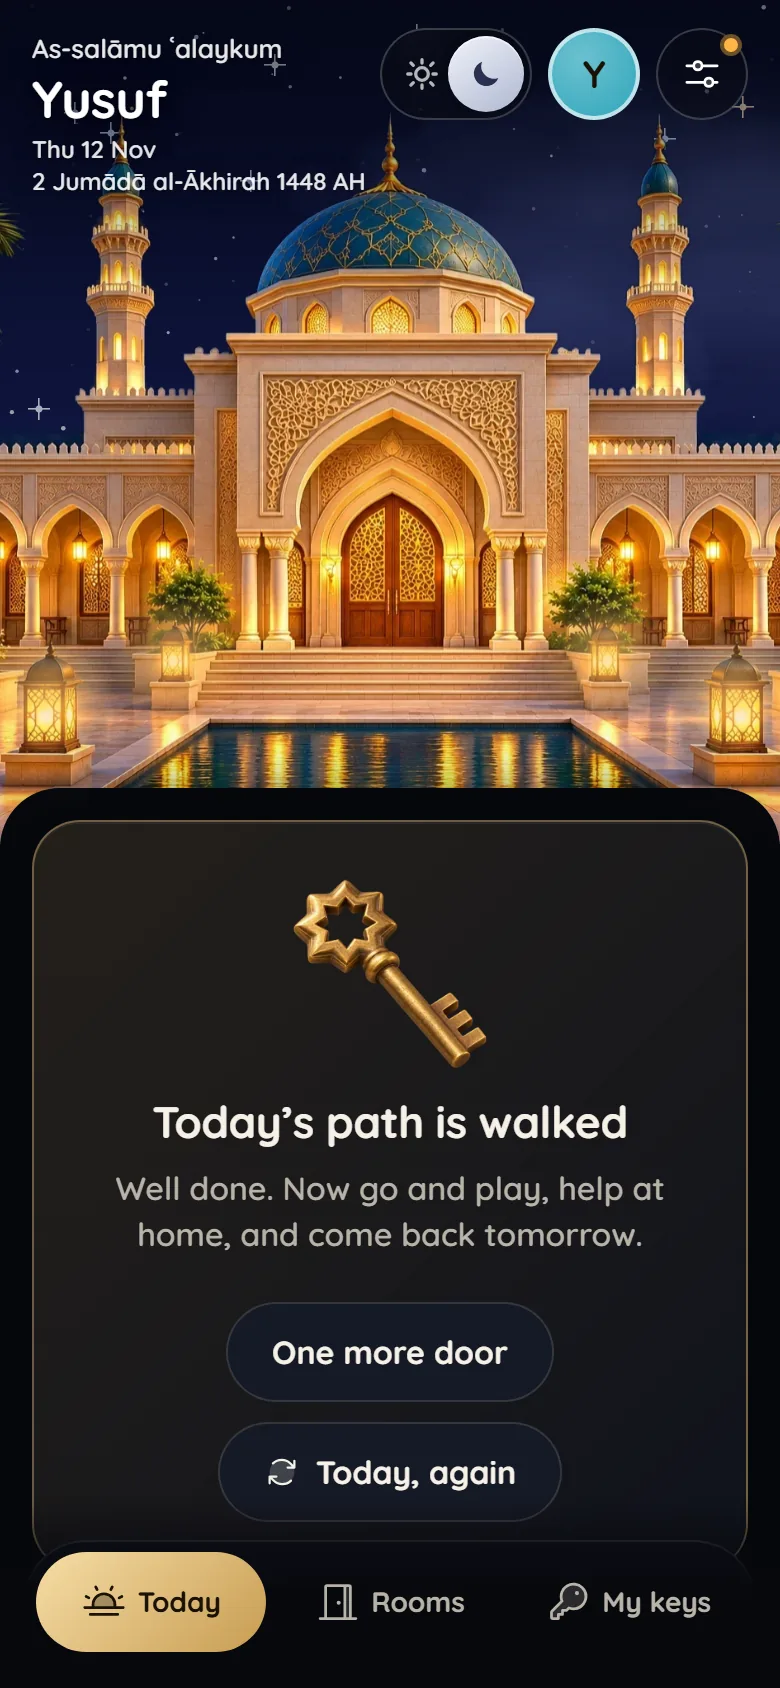 As-salāmu ʿalaykum
Yusuf
Thu 12 Nov
2 Jumādā al-Ākhirah 1448 AH
Y
Today’s path is walked
Well done. Now go and play, help at
home, and come back tomorrow.
One more door
Today, again
Today
Rooms
My keys